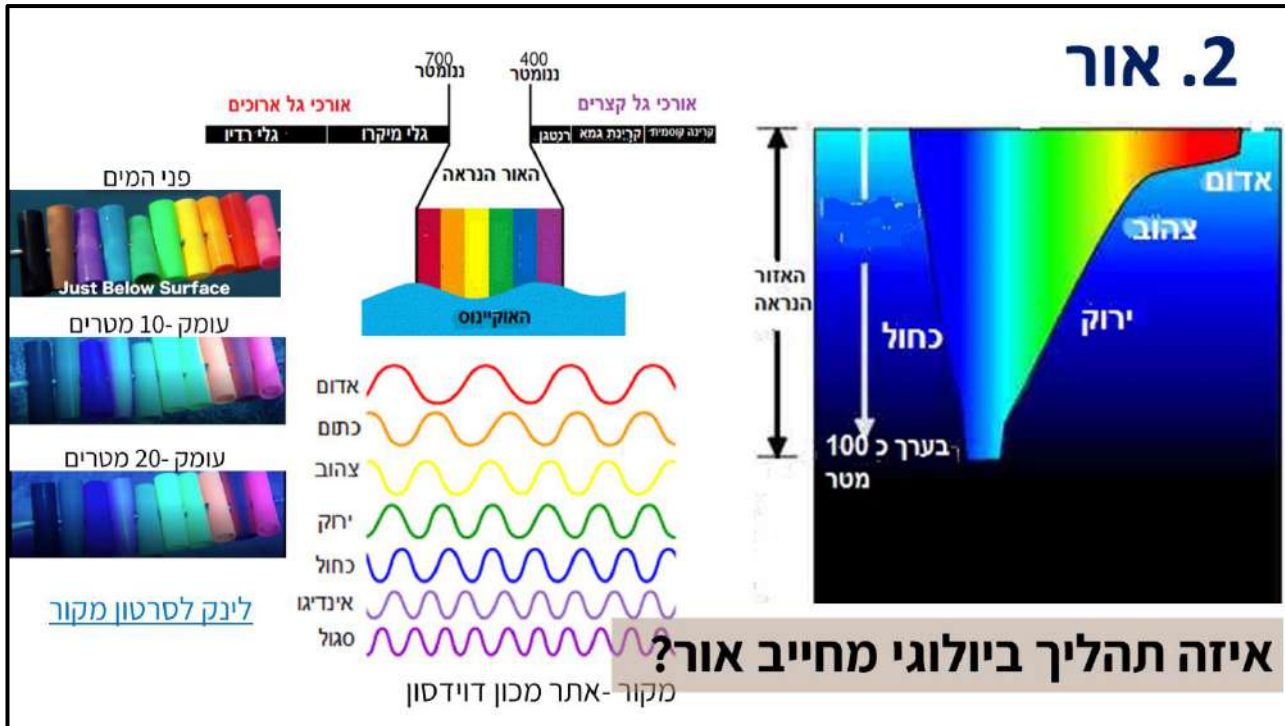 2. אור
700
ננומטר
400
ננומטר
אורכי גל ארוכים
אורכי גל קצרים
גלי רדיו
גלי מיקרו
רנטגן
קרינת גמא
קרינה קוסמית
האור הנראה
האוקיינוס
פני המים
Just Below Surface
עומק -10 מטרים
עומק -20 מטרים
לינק לסרטון מקור
אדום
כתום
צהוב
ירוק
כחול
אינדיגו
סגול
מקור -אתר מכון דוידסון
אדום
צהוב
ירוק
כחול
האזור
הנראה
בערך כ 100
מטר
איזה תהליך ביולוגי מחייב אור?